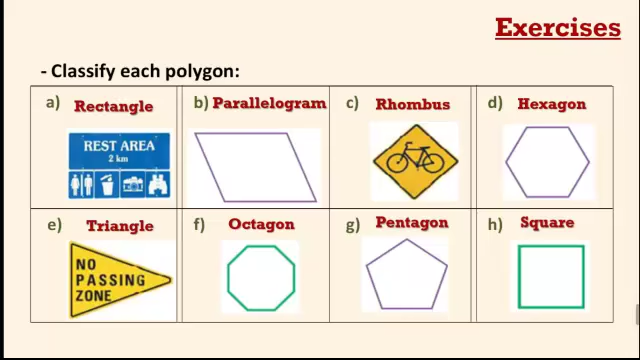 Exercises
- Classify each polygon:
a) Rectangle
b) Parallelogram
c) Rhombus
d) Hexagon
REST AREA
2 km
e) Triangle
f) Octagon
g) Pentagon
h) Square
NO
PASSING
ZONE